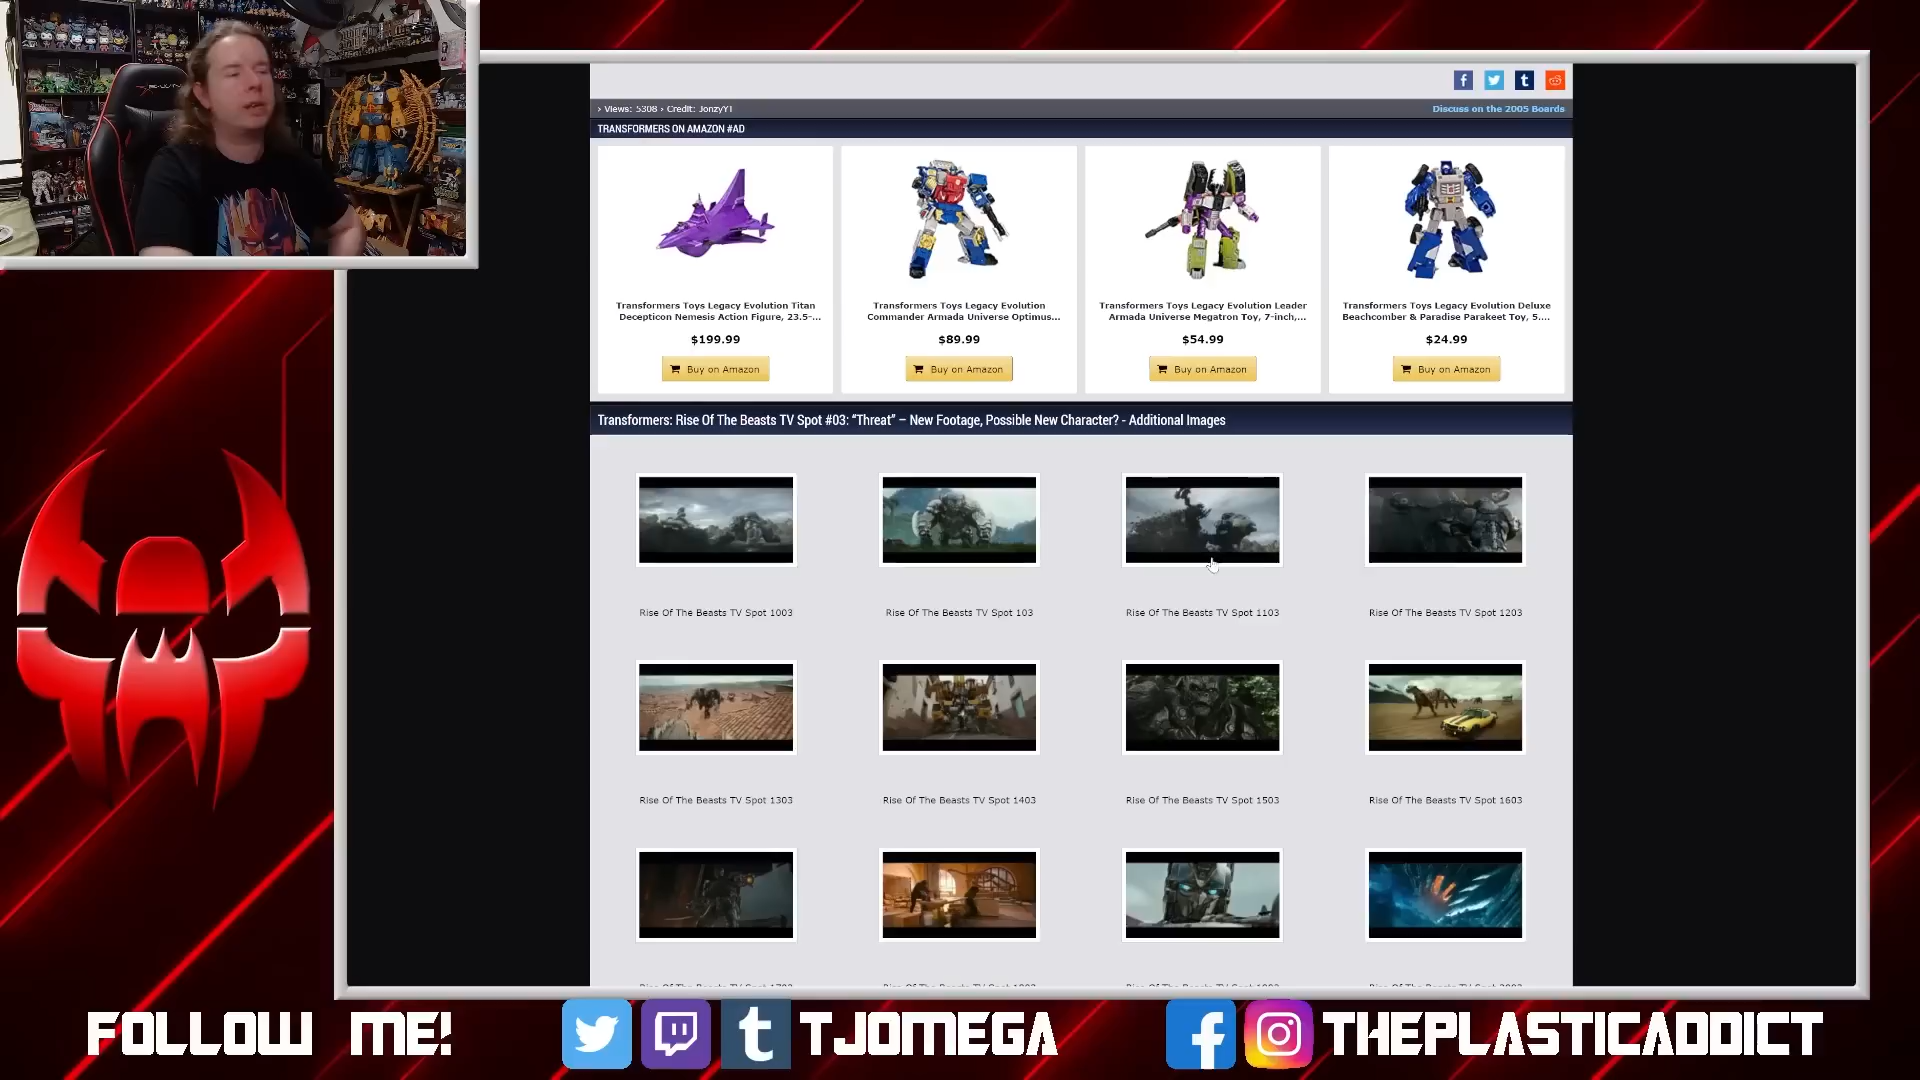 › Views: 5308 › Credit: JonzyYT
Discuss on the 2005 Boards
TRANSFORMERS ON AMAZON #AD
Transformers Toys Legacy Evolution Titan
Decepticon Nemesis Action Figure, 23.5-...
$199.99
Buy on Amazon
Transformers Toys Legacy Evolution
Commander Armada Universe Optimus...
$89.99
Buy on Amazon
Transformers Toys Legacy Evolution Leader
Armada Universe Megatron Toy, 7-inch,...
$54.99
Buy on Amazon
Transformers Toys Legacy Evolution Deluxe
Beachcomber & Paradise Parakeet Toy, 5....
$24.99
Buy on Amazon
Transformers: Rise Of The Beasts TV Spot #03: “Threat” – New Footage, Possible New Character? - Additional Images
Rise Of The Beasts TV Spot 1003
Rise Of The Beasts TV Spot 103
Rise Of The Beasts TV Spot 1103
Rise Of The Beasts TV Spot 1203
Rise Of The Beasts TV Spot 1303
Rise Of The Beasts TV Spot 1403
Rise Of The Beasts TV Spot 1503
Rise Of The Beasts TV Spot 1603
FOLLOW ME!
TJOMEGA
THEPLASTICADDICT